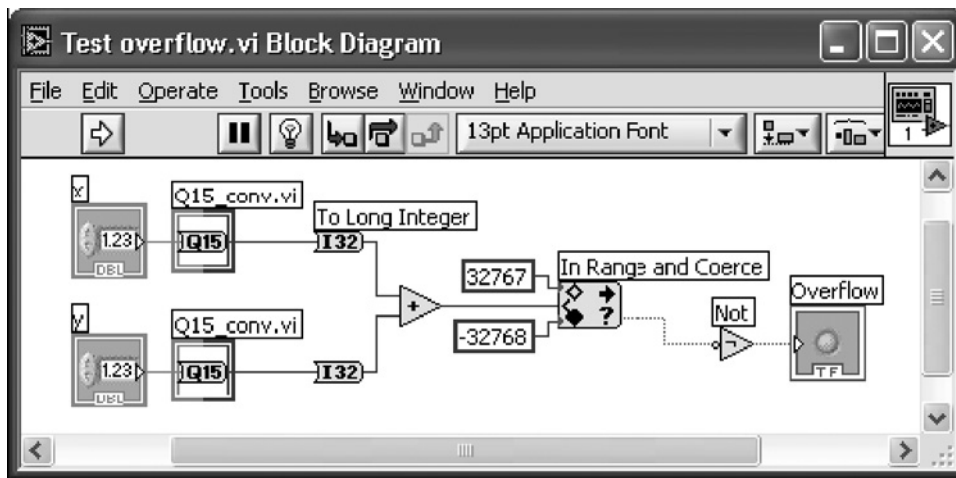 Test overflow.vi Block Diagram
File Edit Operate Tools Browse Window Help
13pt Application Font
1
x
Q15_conv.vi
To Long Integer
1.23
DBL
Q15
I32
32767
In Range and Coerce
?
+
-32768
Not
Overflow
TF
y
Q15_conv.vi
1.23
DBL
Q15
I32